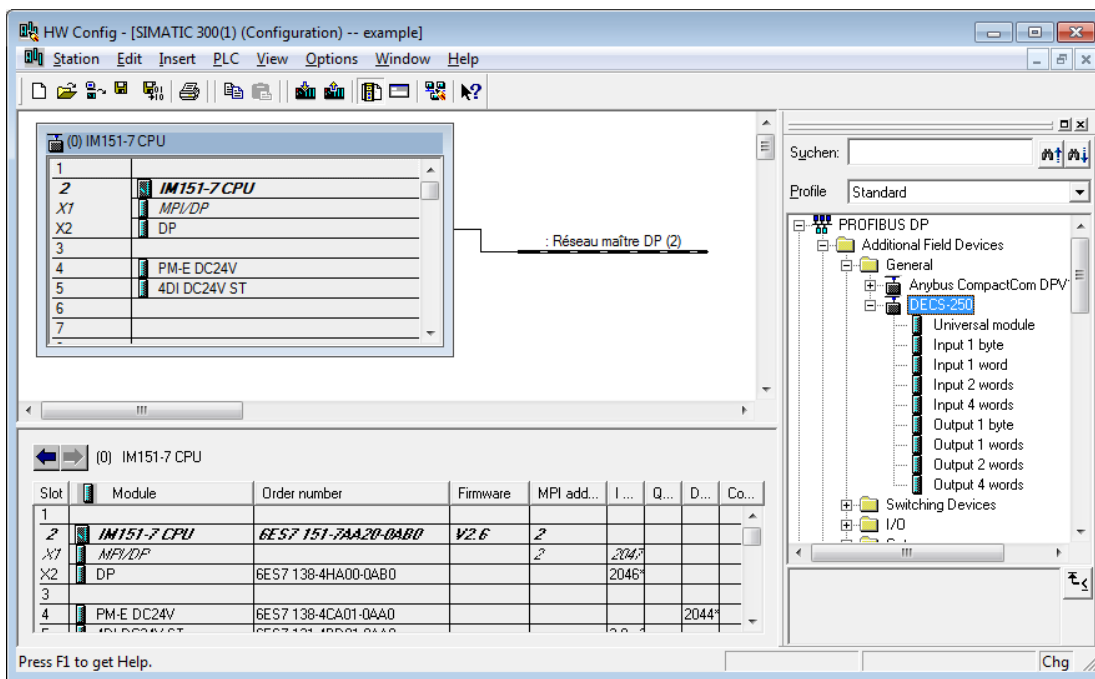 HW Config - [SIMATIC 300(1) (Configuration) -- example]
Station Edit Insert PLC View Options Window Help
(0) IM151-7 CPU
1
2 IM151-7 CPU
X1 MPI/DP
X2 DP
3
4 PM-E DC24V
5 4DI DC24V ST
6
7
: Réseau maître DP (2)
Suchen:
Profile Standard
PROFIBUS DP
Additional Field Devices
General
Anybus CompactCom DPV
DECS-250
Universal module
Input 1 byte
Input 1 word
Input 2 words
Input 4 words
Output 1 byte
Output 1 words
Output 2 words
Output 4 words
Switching Devices
I/O
(0) IM151-7 CPU
Slot Module Order number Firmware MPI add... I ... Q... D... Co...
1
2 IM151-7 CPU 6ES7 151-7AA20-0AB0 V2.6 2
X1 MPI/DP 2 2047
X2 DP 6ES7 138-4HA00-0AB0 2046*
3
4 PM-E DC24V 6ES7 138-4CA01-0AA0 2044*
Press F1 to get Help.
Chg